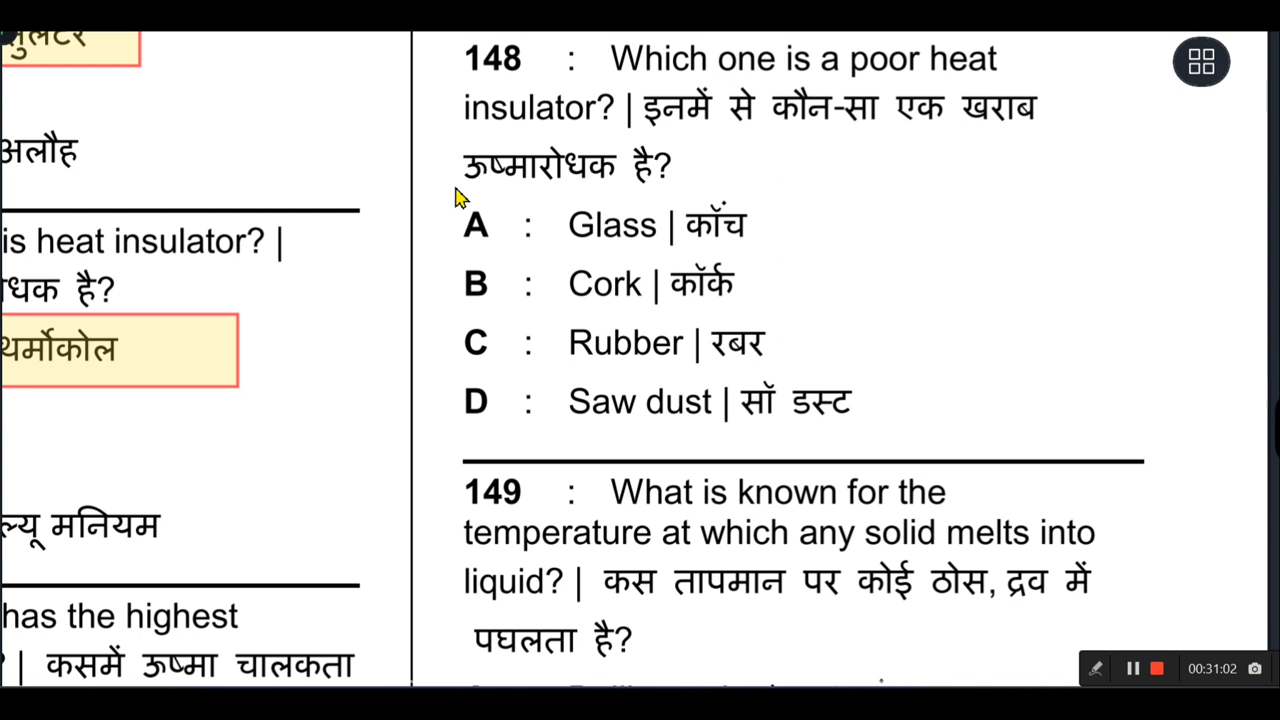 अलौह
is heat insulator? |
धक है?
थर्मोकोल
ल्यू मनियम
has the highest
? | कसमें ऊष्मा चालकता
148 : Which one is a poor heat
insulator? | इनमें से कौन-सा एक खराब
ऊष्मारोधक है?
A : Glass | कॉंच
B : Cork | कॉर्क
C : Rubber | रबर
D : Saw dust | सॉ डस्ट
149 : What is known for the
temperature at which any solid melts into
liquid? | कस तापमान पर कोई ठोस, द्रव में
पघलता है?
00:31:02